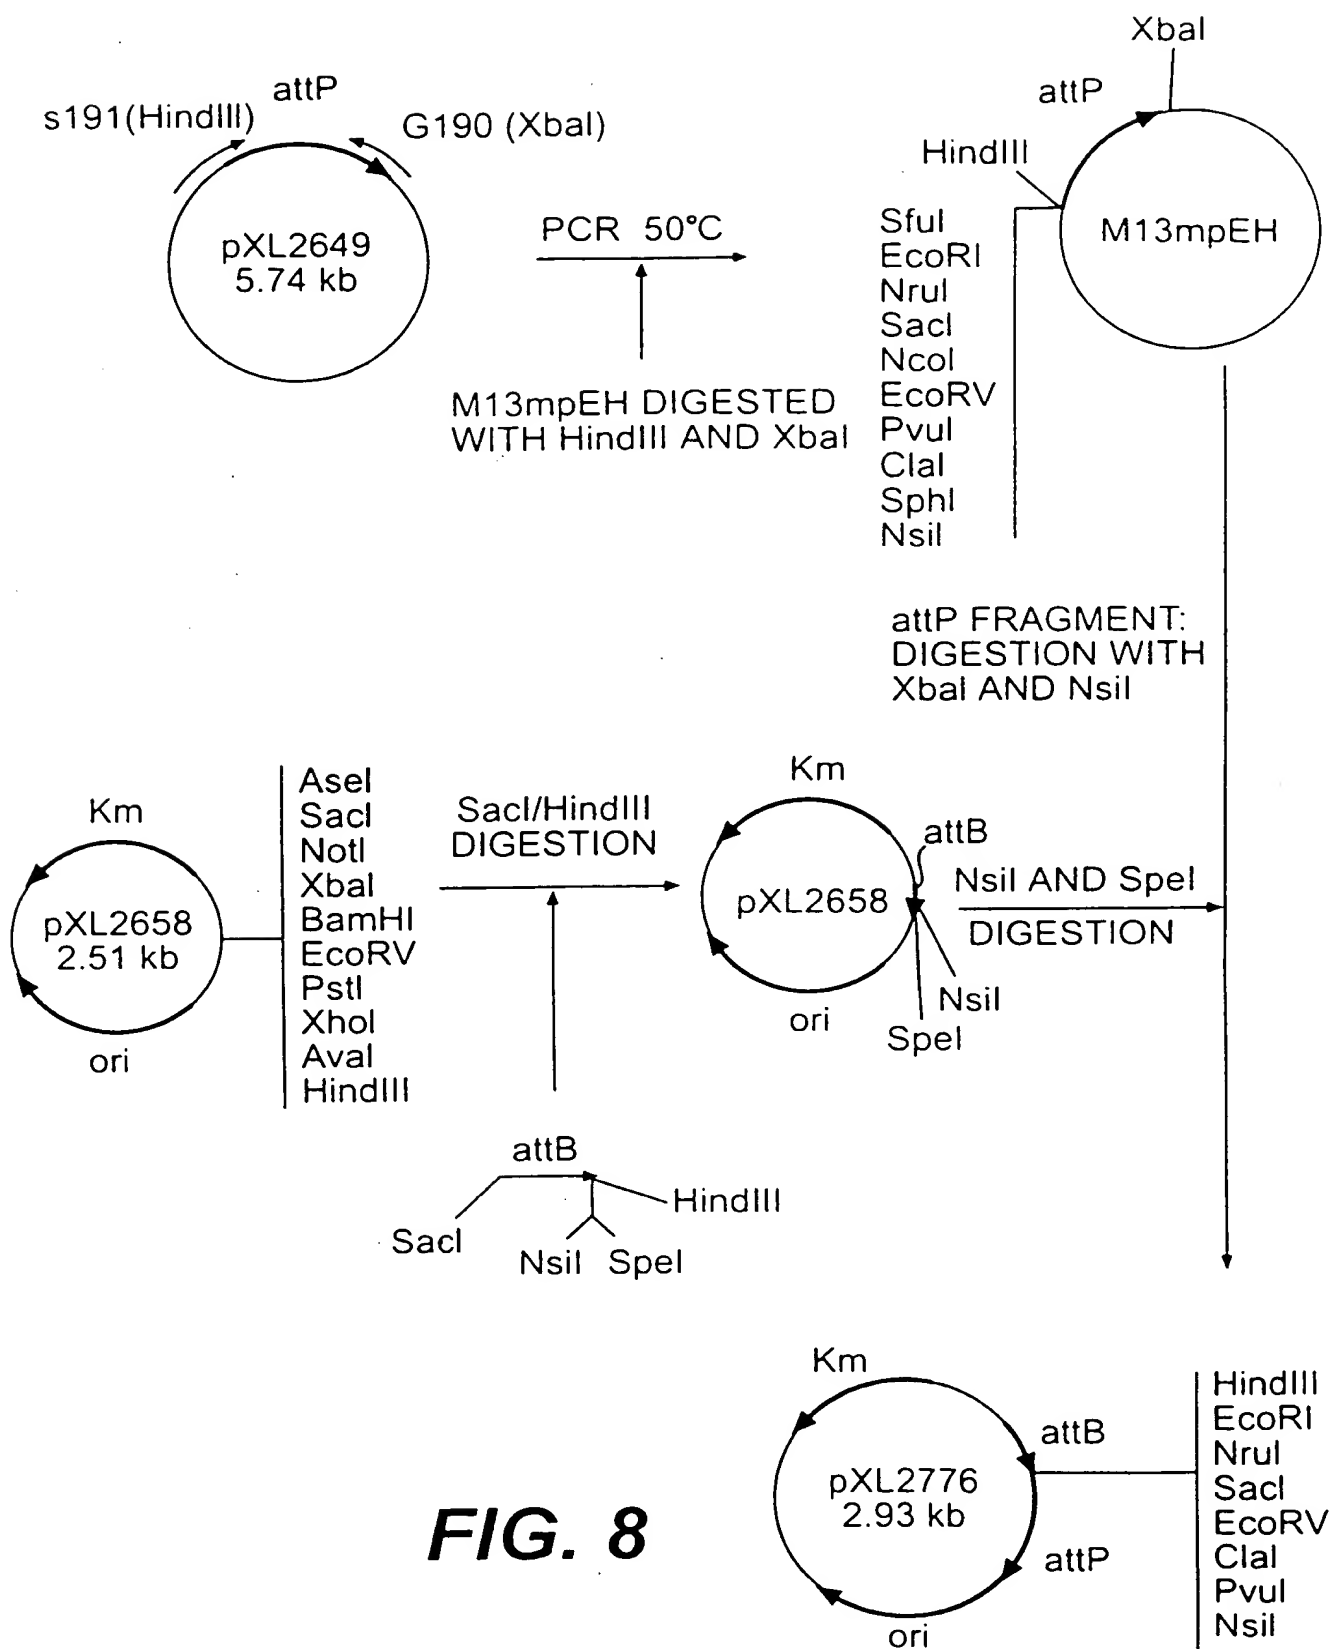 XbaI
attP
s191(HindIII)
G190 (XbaI)
pXL2649
5.74 kb
PCR 50°C
M13mpEH DIGESTED
WITH HindIII AND XbaI
attP
HindIII
M13mpEH
SfuI
EcoRI
NruI
SacI
NcoI
EcoRV
PvuI
ClaI
SphI
NsiI
attP FRAGMENT:
DIGESTION WITH
XbaI AND NsiI
Km
pXL2658
2.51 kb
ori
AseI
SacI
NotI
XbaI
BamHI
EcoRV
PstI
XhoI
AvaI
HindIII
SacI/HindIII
DIGESTION
attB
SacI
NsiI
SpeI
HindIII
Km
attB
pXL2658
NsiI
SpeI
ori
NsiI AND SpeI
DIGESTION
Km
attB
pXL2776
2.93 kb
attP
ori
HindIII
EcoRI
NruI
SacI
EcoRV
ClaI
PvuI
NsiI
FIG. 8